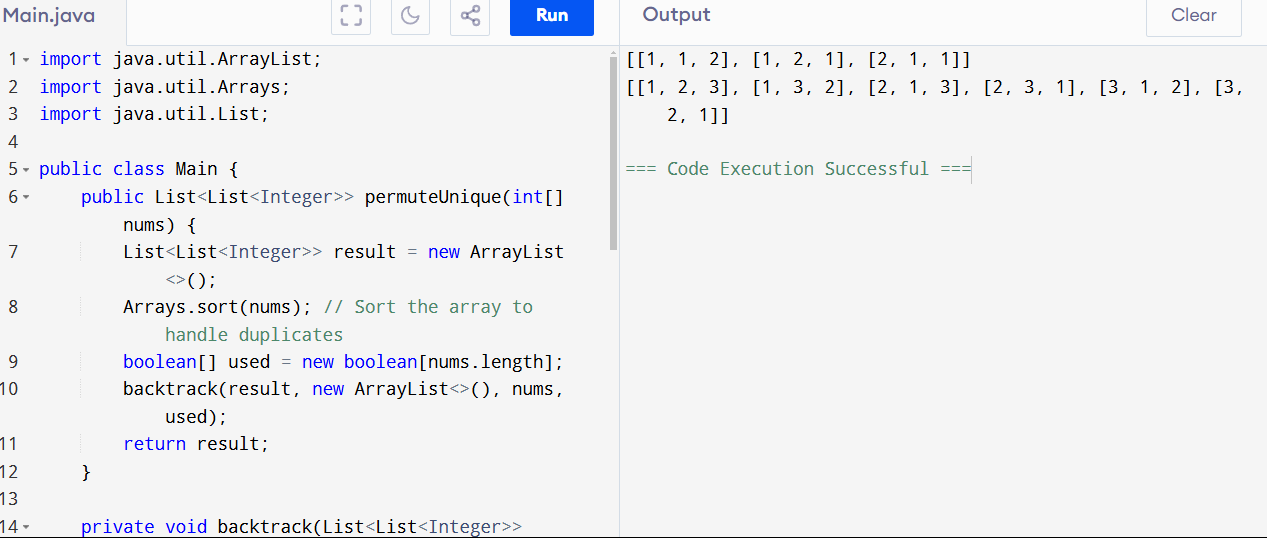 Main.java
Run
Output
Clear
1 import java.util.ArrayList;
2 import java.util.Arrays;
3 import java.util.List;
4
5 public class Main {
6 public List<List<Integer>> permuteUnique(int[]
nums) {
7 List<List<Integer>> result = new ArrayList
<>();
8 Arrays.sort(nums); // Sort the array to
handle duplicates
9 boolean[] used = new boolean[nums.length];
10 backtrack(result, new ArrayList<>(), nums,
used);
11 return result;
12 }
13
14 private void backtrack(List<List<Integer>>
[[1, 1, 2], [1, 2, 1], [2, 1, 1]]
[[1, 2, 3], [1, 3, 2], [2, 1, 3], [2, 3, 1], [3, 1, 2], [3,
2, 1]]
=== Code Execution Successful ===